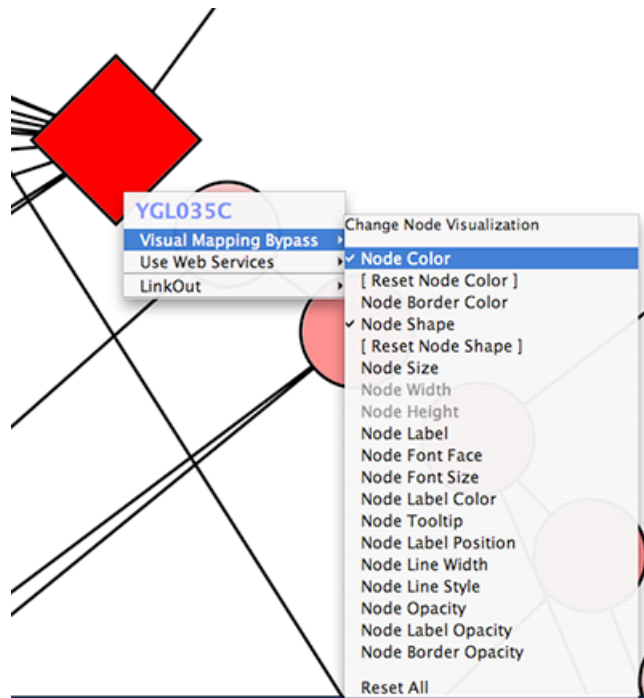 YGL035C
Visual Mapping Bypass
Use Web Services
LinkOut
Change Node Visualization
Node Color
[ Reset Node Color ]
Node Border Color
Node Shape
[ Reset Node Shape ]
Node Size
Node Width
Node Height
Node Label
Node Font Face
Node Font Size
Node Label Color
Node Tooltip
Node Label Position
Node Line Width
Node Line Style
Node Opacity
Node Label Opacity
Node Border Opacity
Reset All